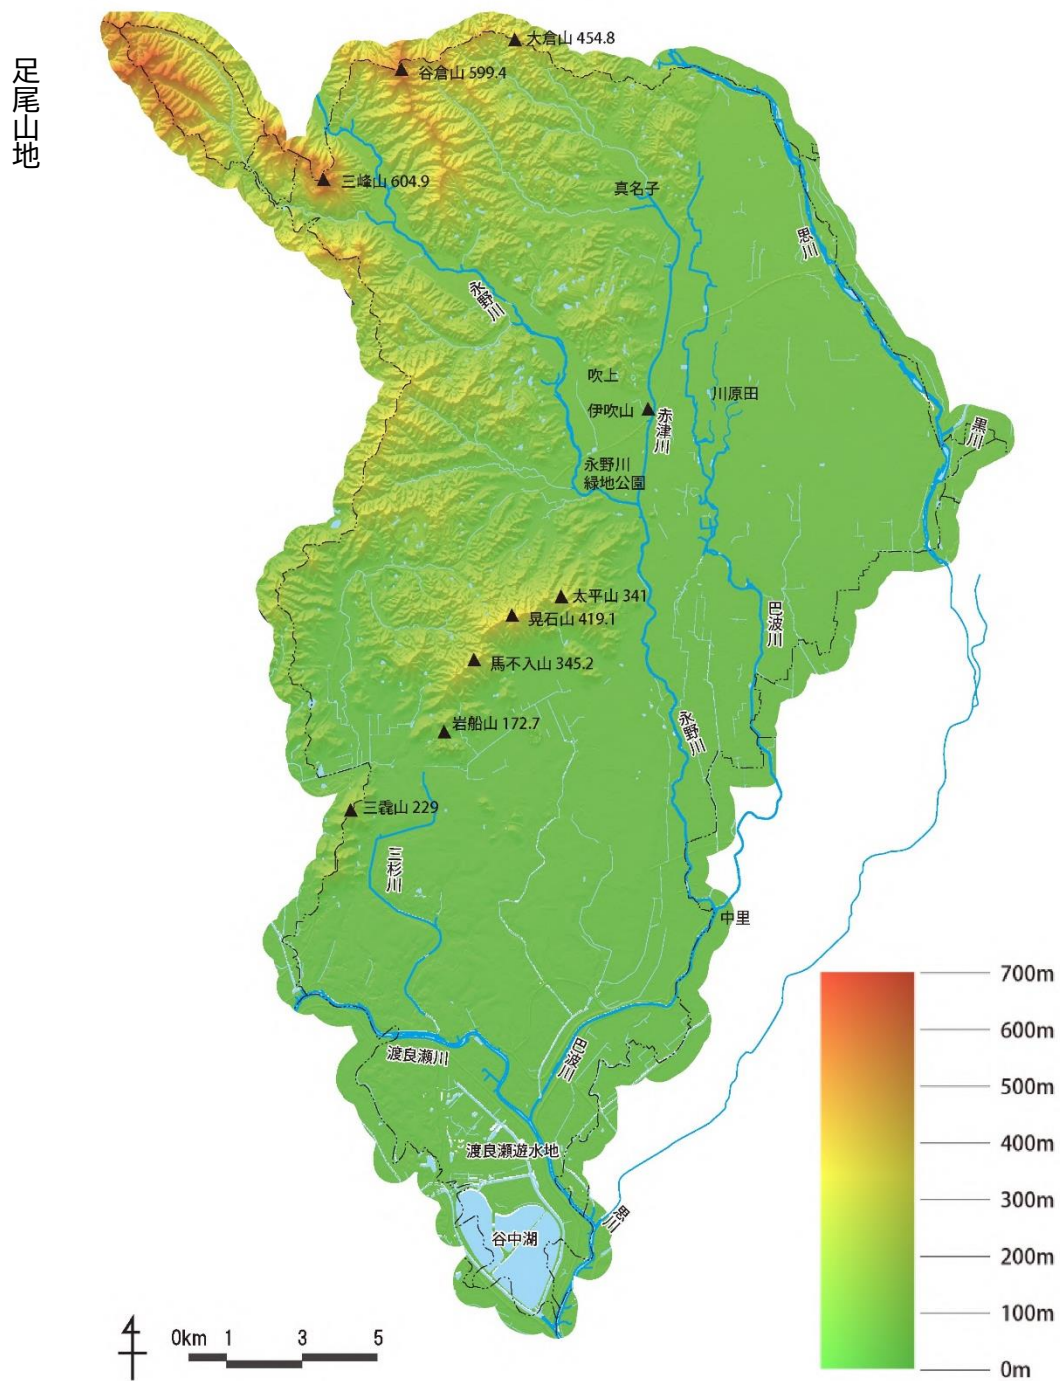 足尾山地
大倉山 454.8
谷倉山 599.4
三峰山 604.9
真名子
思川
永野川
吹上
川原田
伊吹山
赤津川
黒川
永野川
緑地公園
太平山 341
晃石山 419.1
巴波川
馬不入山 345.2
永野川
岩船山 172.7
三毳山 229
三杉川
中里
700m
600m
渡良瀬川
巴波川
500m
400m
渡良瀬遊水地
300m
思川
谷中湖
200m
100m
0m
0km 1 3 5